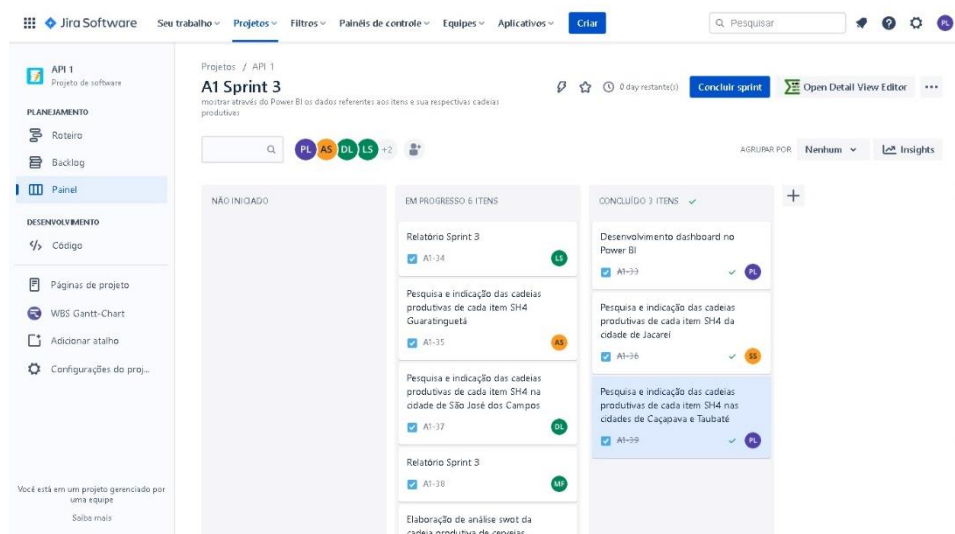 Jira Software Seu trabalho Projetos Filtros Painéis de controle Equipes Aplicativos Criar Pesquisar PL
API 1
Projeto de software
PLANEJAMENTO
Roteiro
Backlog
Painel
DESENVOLVIMENTO
Código
Páginas de projeto
WBS Gantt-Chart
Adicionar atalho
Configurações do proj...
Você está em um projeto gerenciado por
uma equipe
Saiba mais
Projetos / API 1
A1 Sprint 3
mostrar através do Power BI os dados referentes aos itens e sua respectivas cadeias
produtivas
0 day restante(s) Concluir sprint Open Detail View Editor
PL AS DL LS +2
AGRUPAR POR Nenhum Insights
NÃO INICIADO
EM PROGRESSO 6 ITENS
Relatório Sprint 3
A1-34 LS
Pesquisa e indicação das cadeias
produtivas de cada item SH4
Guaratinguetá
A1-35 AS
Pesquisa e indicação das cadeias
produtivas de cada item SH4 na
cidade de São José dos Campos
A1-37 DL
Relatório Sprint 3
A1-38 MF
Elaboração de análise swot da
cadeia produtiva de cervejas
CONCLUÍDO 3 ITENS
Desenvolvimento dashboard no
Power BI
A1-33 PL
Pesquisa e indicação das cadeias
produtivas de cada item SH4 da
cidade de Jacareí
A1-36 SS
Pesquisa e indicação das cadeias
produtivas de cada item SH4 nas
cidades de Caçapava e Taubaté
A1-39 PL